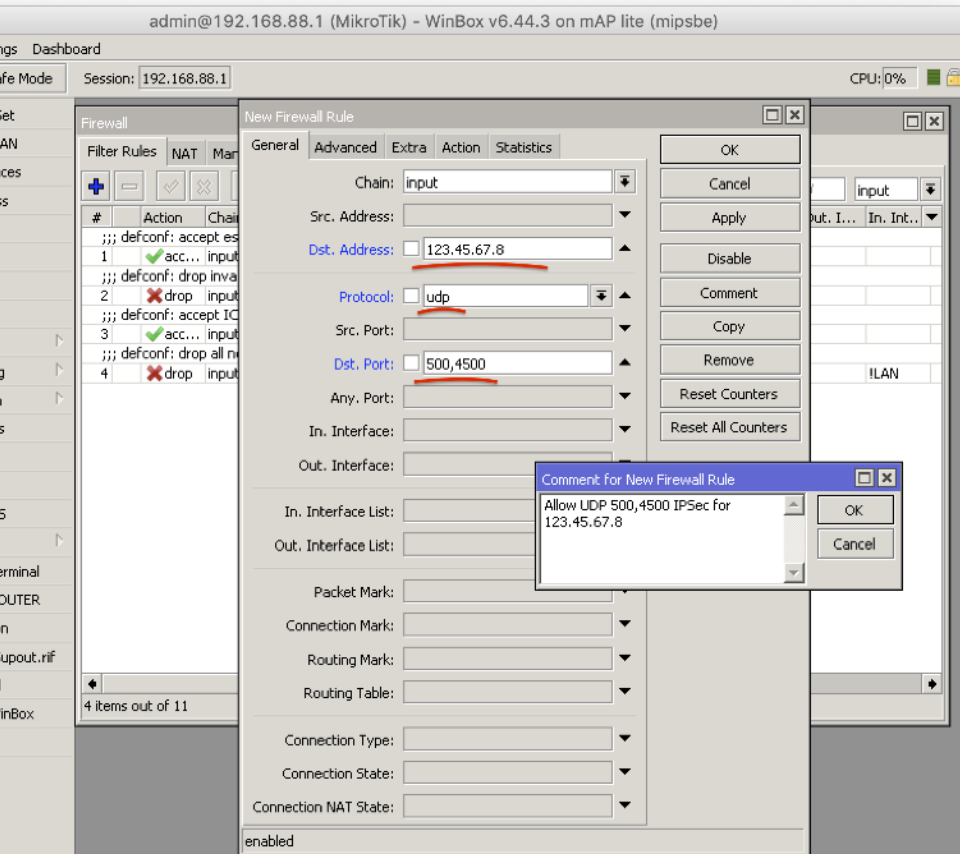 admin@192.168.88.1 (MikroTik) - WinBox v6.44.3 on mAP lite (mipsbe)
ngs Dashboard
afe Mode Session: 192.168.88.1 CPU: 0%
Set
AN
ces
ss
g
n
s
5
erminal
OUTER
on
upout.rif
l
inBox
Firewall
Filter Rules NAT Man
input
# Action Chai Out. I... In. Int..
;;; defconf: accept es
1 acc... input
;;; defconf: drop inva
2 drop input
;;; defconf: accept IC
3 acc... input
;;; defconf: drop all n
4 drop input !LAN
4 items out of 11
New Firewall Rule
General Advanced Extra Action Statistics
Chain: input
Src. Address:
Dst. Address: 123.45.67.8
Protocol: udp
Src. Port:
Dst. Port: 500,4500
Any. Port:
In. Interface:
Out. Interface:
In. Interface List:
Out. Interface List:
Packet Mark:
Connection Mark:
Routing Mark:
Routing Table:
Connection Type:
Connection State:
Connection NAT State:
enabled
OK
Cancel
Apply
Disable
Comment
Copy
Remove
Reset Counters
Reset All Counters
Comment for New Firewall Rule
Allow UDP 500,4500 IPSec for
123.45.67.8
OK
Cancel